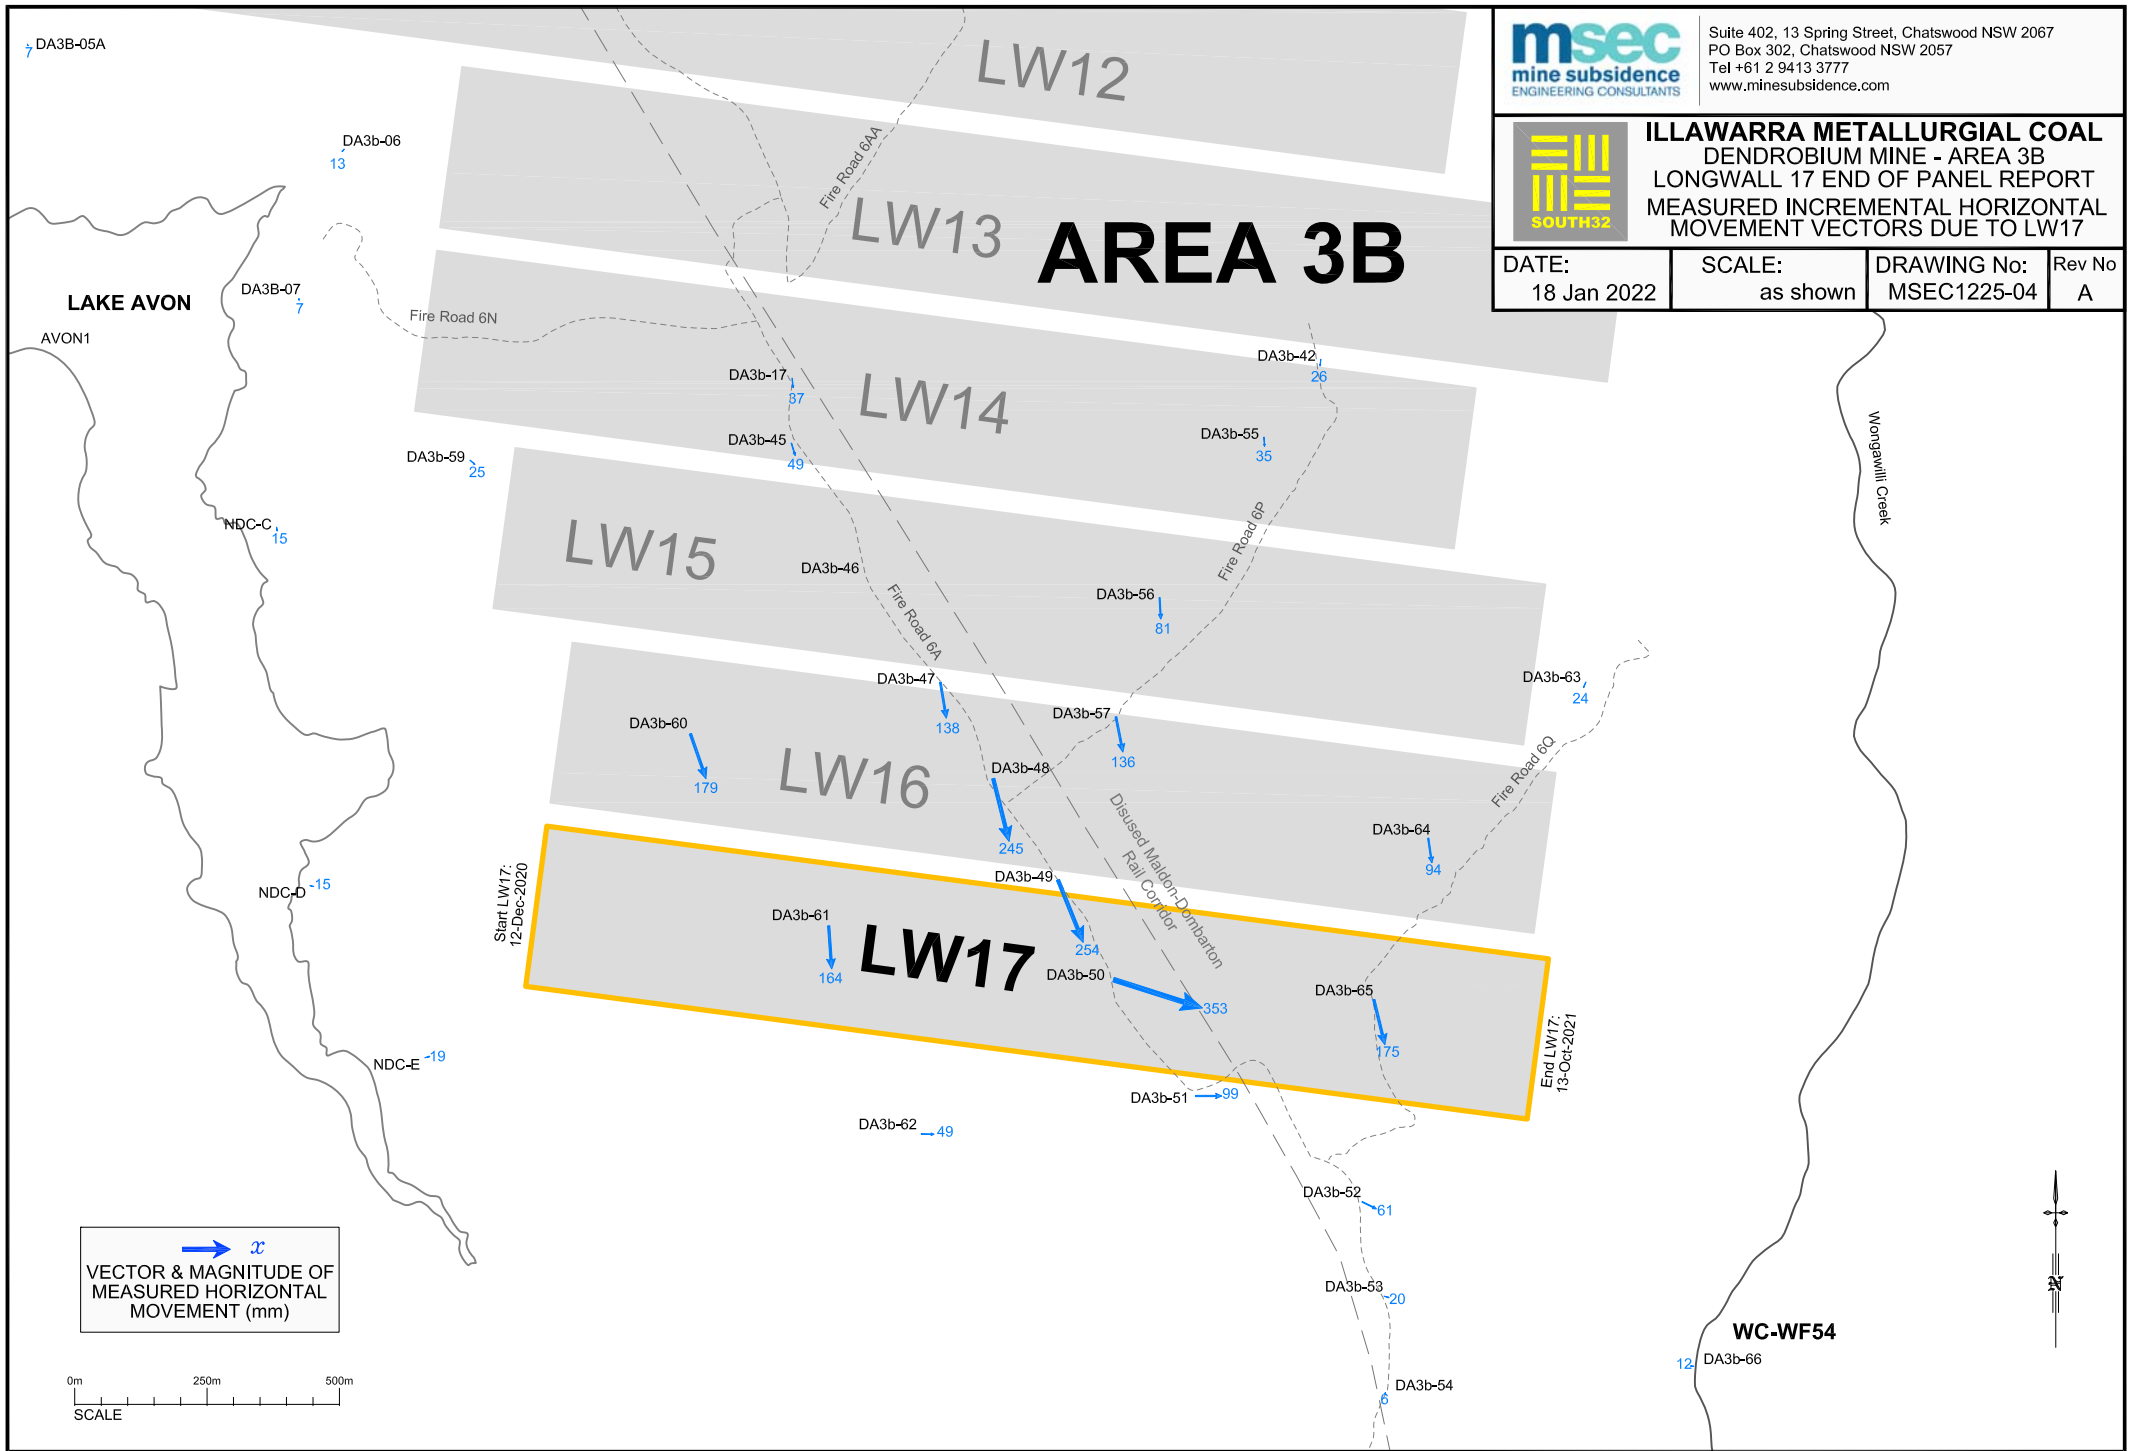 msec
mine subsidence
ENGINEERING CONSULTANTS
Suite 402, 13 Spring Street, Chatswood NSW 2067
PO Box 302, Chatswood NSW 2057
Tel +61 2 9413 3777
www.minesubsidence.com
SOUTH32
ILLAWARRA METALLURGIAL COAL
DENDROBIUM MINE - AREA 3B
LONGWALL 17 END OF PANEL REPORT
MEASURED INCREMENTAL HORIZONTAL
MOVEMENT VECTORS DUE TO LW17
DATE:
18 Jan 2022
SCALE:
as shown
DRAWING No:
MSEC1225-04
Rev No
A
DA3B-05A
7
LW12
DA3b-06
13
Fire Road 6AA
LW13
AREA 3B
LAKE AVON
DA3B-07
7
Fire Road 6N
AVON1
DA3b-17
37
LW14
DA3b-42
26
DA3b-45
49
DA3b-55
35
DA3b-59
25
Wongawilli Creek
NDC-C
15
LW15
DA3b-46
Fire Road 6P
DA3b-56
81
Fire Road 6A
DA3b-47
138
DA3b-63
24
DA3b-60
179
DA3b-57
136
LW16
DA3b-48
245
Fire Road 6Q
Disused Maldon-Dombarton
Rail Corridor
DA3b-64
94
NDC-D
15
Start LW17:
12-Dec-2020
DA3b-49
254
DA3b-61
164
LW17
DA3b-50
353
DA3b-65
175
End LW17:
13-Oct-2021
NDC-E
19
DA3b-51
99
DA3b-62
49
DA3b-52
61
DA3b-53
20
DA3b-54
6
WC-WF54
12
DA3b-66
x
VECTOR & MAGNITUDE OF
MEASURED HORIZONTAL
MOVEMENT (mm)
0m
250m
500m
SCALE
N